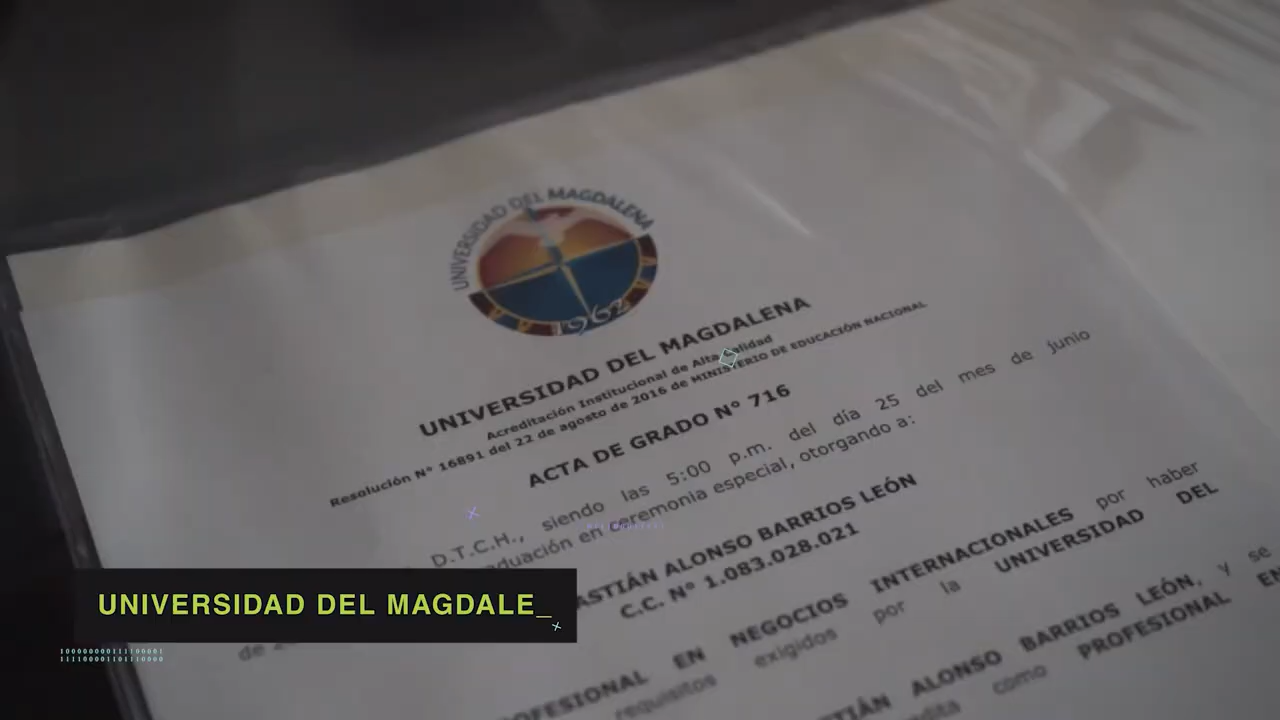 UNIVERSIDAD DEL MAGDALENA
1962
UNIVERSIDAD DEL MAGDALENA
Acreditación Institucional de Alta Calidad
Resolución N° 16891 del 22 de agosto de 2016 de MINISTERIO DE EDUCACIÓN NACIONAL
ACTA DE GRADO N° 716
D.T.C.H., siendo las 5:00 p.m. del día 25 del mes de junio
aduación en ceremonia especial, otorgando a:
ASTIÁN ALONSO BARRIOS LEÓN
C.C. N° 1.083.028.021
OFESIONAL EN NEGOCIOS INTERNACIONALES por haber
requisitos exigidos por la UNIVERSIDAD DEL
STIÁN ALONSO BARRIOS LEÓN, y se
edita como PROFESIONAL EN
UNIVERSIDAD DEL MAGDALE_